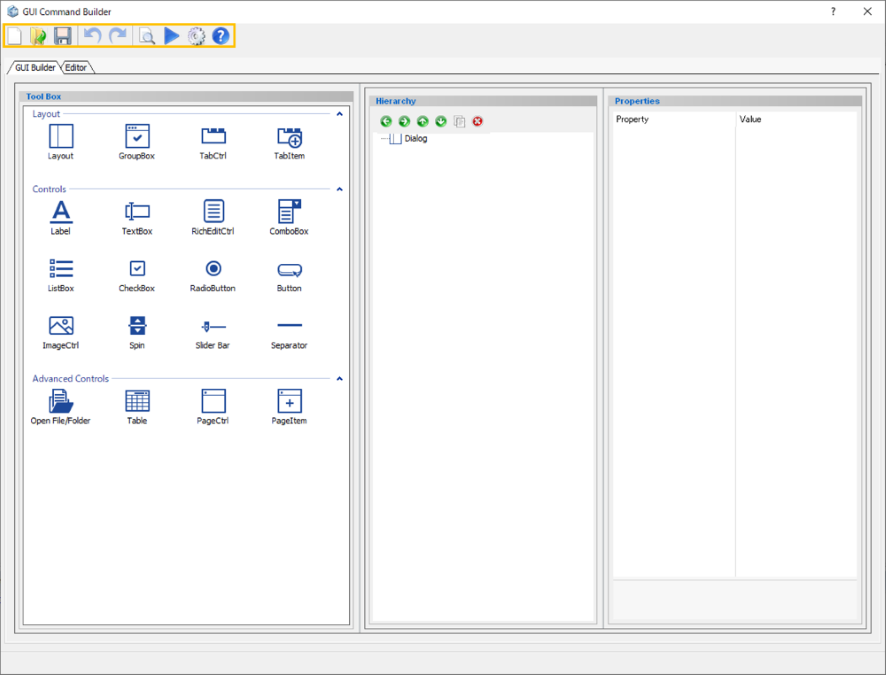 GUI Command Builder
GUI Builder Editor
Tool Box
Layout
Layout GroupBox TabCtrl TabItem
Controls
Label TextBox RichEditCtrl ComboBox
ListBox CheckBox RadioButton Button
ImageCtrl Spin Slider Bar Separator
Advanced Controls
Open File/Folder Table PageCtrl PageItem
Hierarchy
Dialog
Properties
Property Value